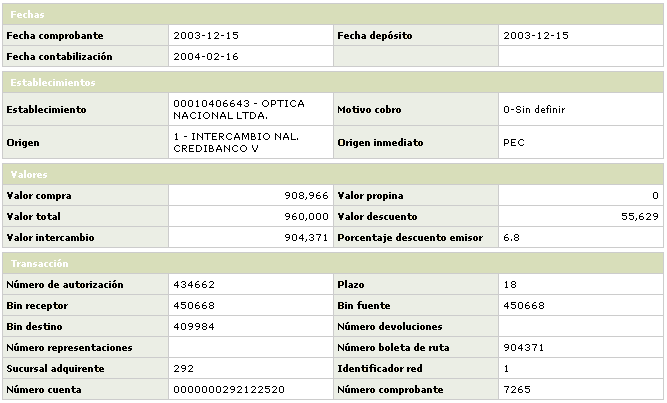 Fechas
Fecha comprobante 2003-12-15 Fecha depósito 2003-12-15
Fecha contabilización 2004-02-16
Establecimientos
Establecimiento 00010406643 - OPTICA NACIONAL LTDA. Motivo cobro 0-Sin definir
Origen 1 - INTERCAMBIO NAL. CREDIBANCO V Origen inmediato PEC
Valores
Valor compra 908,966 Valor propina 0
Valor total 960,000 Valor descuento 55,629
Valor intercambio 904,371 Porcentaje descuento emisor 6.8
Transacción
Número de autorización 434662 Plazo 18
Bin receptor 450668 Bin fuente 450668
Bin destino 409984 Número devoluciones
Número representaciones Número boleta de ruta 904371
Sucursal adquirente 292 Identificador red 1
Número cuenta 0000000292122520 Número comprobante 7265